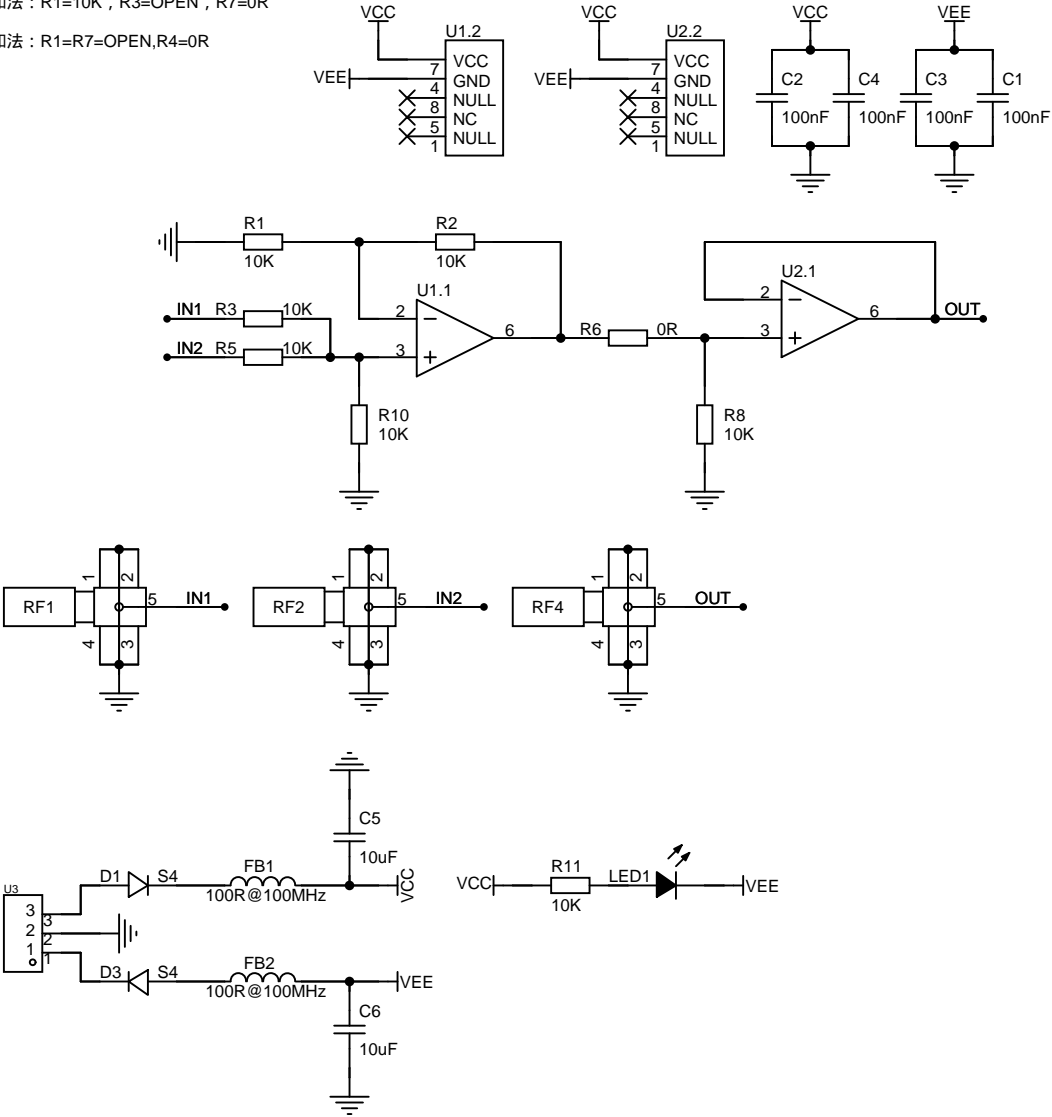 加法：R1=10K，R3=OPEN，R7=0R
加法：R1=R7=OPEN,R4=0R
VCC
VCC
VCC
VEE
U1.2
U2.2
VCC
VCC
VEE
7
GND
VEE
7
GND
4
NULL
4
NULL
8
NC
8
NC
5
NULL
5
NULL
1
1
C2
C4
C3
C1
100nF
100nF
100nF
100nF
R1
10K
R2
10K
U1.1
U2.1
IN1
R3
10K
2
2
6
OUT
IN2
R5
10K
3
6
R6
0R
3
R10
10K
R8
10K
RF1
1
2
4
3
5
IN1
RF2
1
2
4
3
5
IN2
RF4
1
2
4
3
5
OUT
C5
10uF
U3
3
2
1
3
2
1
D1
S4
FB1
100R@100MHz
VCC
D3
S4
FB2
100R@100MHz
VEE
C6
10uF
VCC
R11
10K
LED1
VEE